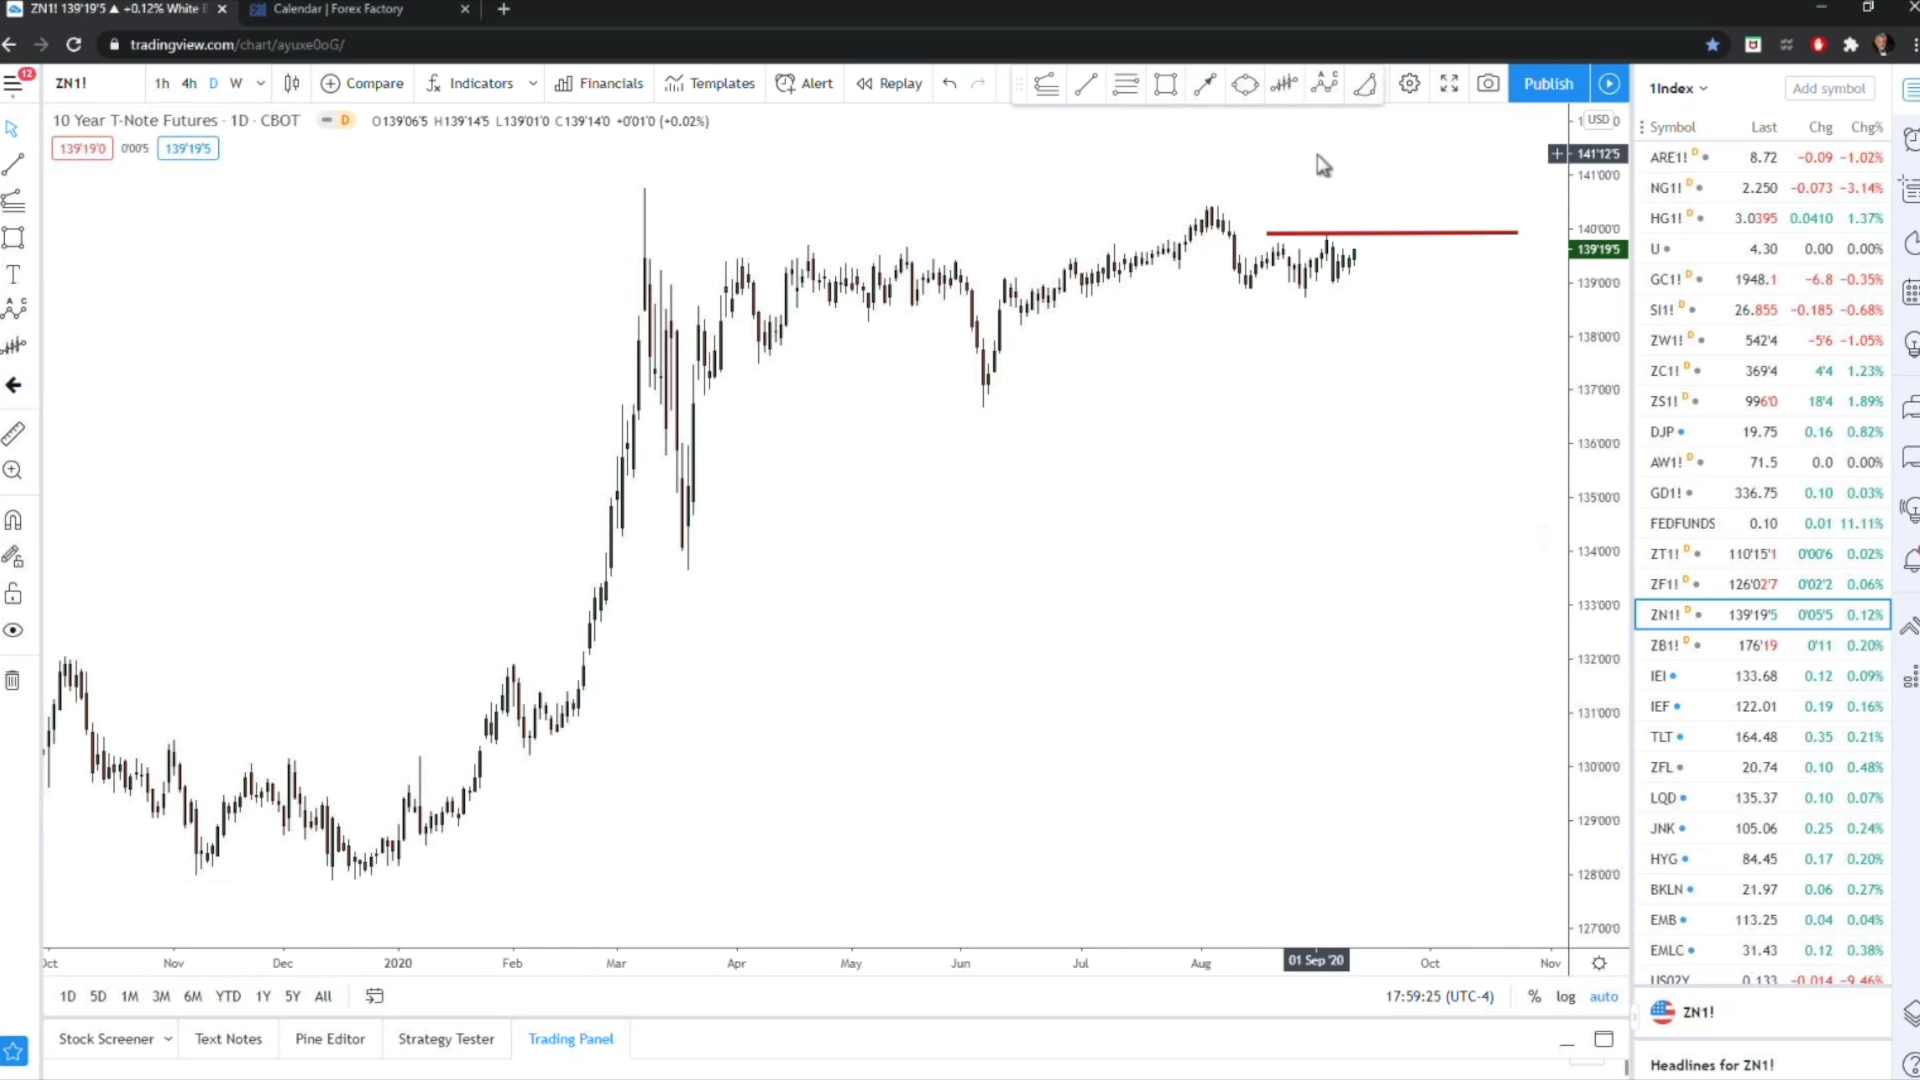 ZN1! 139'19'5 ▲ +0.12% White
Calendar | Forex Factory
tradingview.com/chart/ayuxe0oG/
12
ZN1!
1h 4h D W
Compare
Indicators
Financials
Templates
Alert
Replay
Publish
1Index
Add symbol
10 Year T-Note Futures · 1D · CBOT
D
O139'06'5 H139'14'5 L139'01'0 C139'14'0 +0'01'0 (+0.02%)
139'19'0 0'00'5 139'19'5
USD
141'12'5
141'00'0
140'00'0
139'19'5
139'00'0
138'00'0
137'00'0
136'00'0
135'00'0
134'00'0
133'00'0
132'00'0
131'00'0
130'00'0
129'00'0
128'00'0
127'00'0
Symbol Last Chg Chg%
ARE1! D 8.72 −0.09 −1.02%
NG1! D 2.250 −0.073 −3.14%
HG1! D 3.0395 0.0410 1.37%
U 4.30 0.00 0.00%
GC1! D 1948.1 −6.8 −0.35%
SI1! D 26.855 −0.185 −0.68%
ZW1! D 542'4 −5'6 −1.05%
ZC1! D 369'4 4'4 1.23%
ZS1! D 996'0 18'4 1.89%
DJP 19.75 0.16 0.82%
AW1! D 71.5 0.0 0.00%
GD1! 336.75 0.10 0.03%
FEDFUNDS 0.10 0.01 11.11%
ZT1! D 110'15'1 0'00'6 0.02%
ZF1! D 126'02'7 0'02'2 0.06%
ZN1! D 139'19'5 0'05'5 0.12%
ZB1! D 176'19 0'11 0.20%
IEI 133.68 0.12 0.09%
IEF 122.01 0.19 0.16%
TLT 164.48 0.35 0.21%
ZFL 20.74 0.10 0.48%
LQD 135.37 0.10 0.07%
JNK 105.06 0.25 0.24%
HYG 84.45 0.17 0.20%
BKLN 21.97 0.06 0.27%
EMB 113.25 0.04 0.04%
EMLC 31.43 0.12 0.38%
US02Y 0.133 −0.014 −9.46%
Nov Dec 2020 Feb Mar Apr May Jun Jul Aug 01 Sep '20 Oct Nov
1D 5D 1M 3M 6M YTD 1Y 5Y All
17:59:25 (UTC-4) % log auto
ZN1!
Stock Screener Text Notes Pine Editor Strategy Tester Trading Panel
Headlines for ZN1!